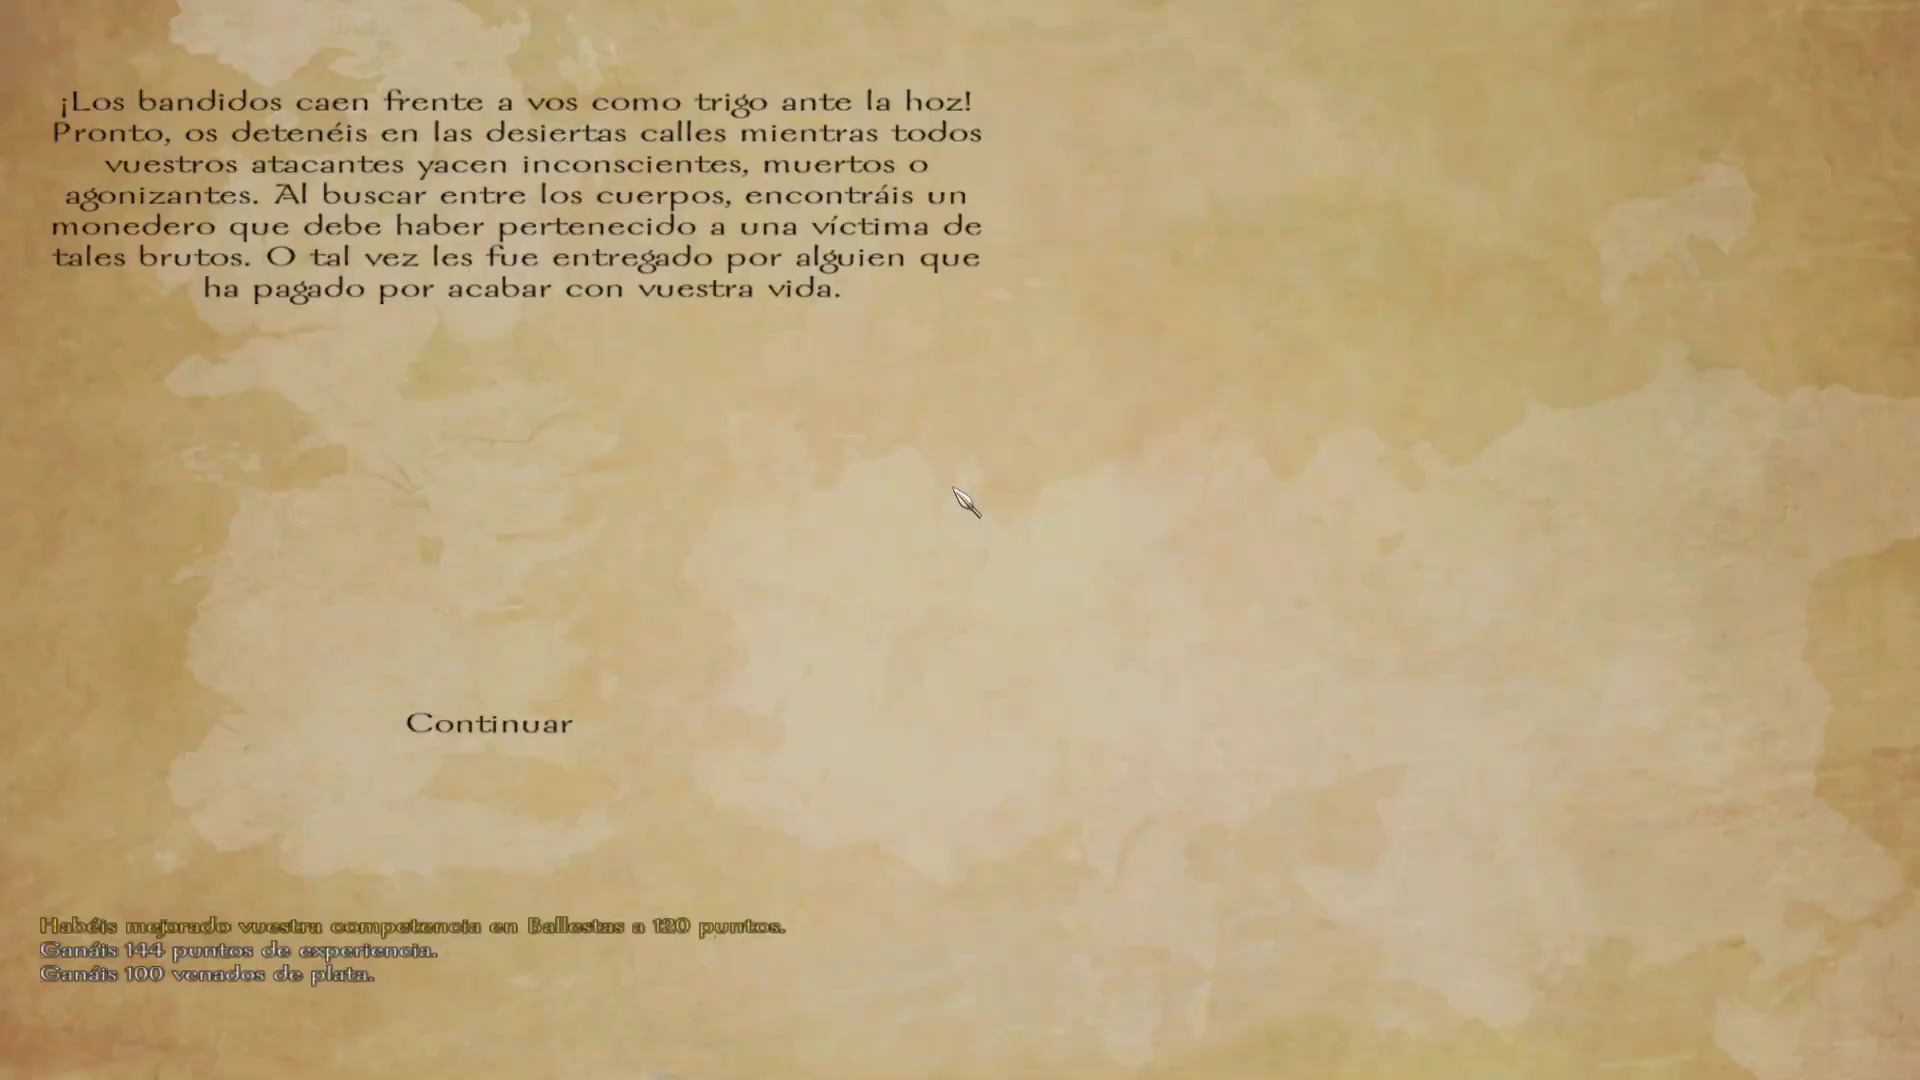 ¡Los bandidos caen frente a vos como trigo ante la hoz!
Pronto, os detenéis en las desiertas calles mientras todos
vuestros atacantes yacen inconscientes, muertos o
agonizantes. Al buscar entre los cuerpos, encontráis un
monedero que debe haber pertenecido a una víctima de
tales brutos. O tal vez les fue entregado por alguien que
ha pagado por acabar con vuestra vida.
Continuar
Habéis mejorado vuestra competencia en Ballestas a 120 puntos.
Ganáis 144 puntos de experiencia.
Ganáis 100 venados de plata.